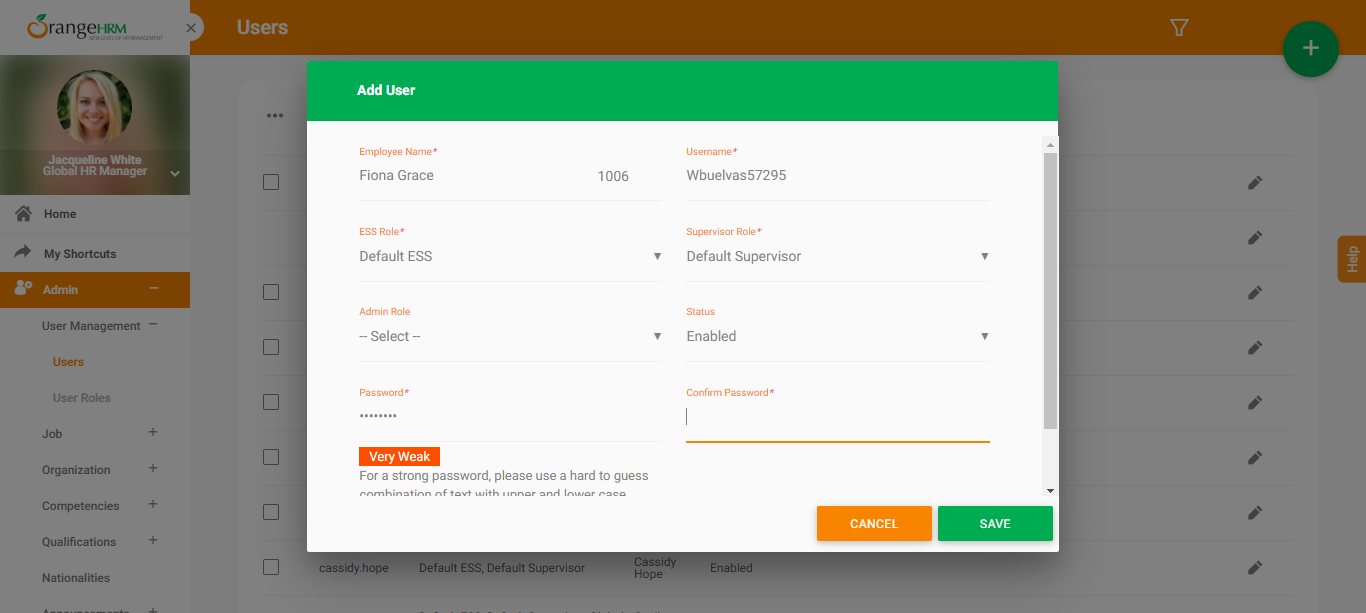 OrangeHRM
NEW LEVEL OF HR MANAGEMENT
Users
Jacqueline White
Global HR Manager
Home
My Shortcuts
Admin
User Management
Users
User Roles
Job
Organization
Competencies
Qualifications
Nationalities
Add User
Employee Name*
Fiona Grace 1006
Username*
Wbuelvas57295
ESS Role*
Default ESS
Supervisor Role*
Default Supervisor
Admin Role
-- Select --
Status
Enabled
Password*
••••••••
Confirm Password*
Very Weak
For a strong password, please use a hard to guess
combination of text with upper and lower case
CANCEL
SAVE
cassidy.hope Default ESS, Default Supervisor Cassidy
Hope Enabled
Help